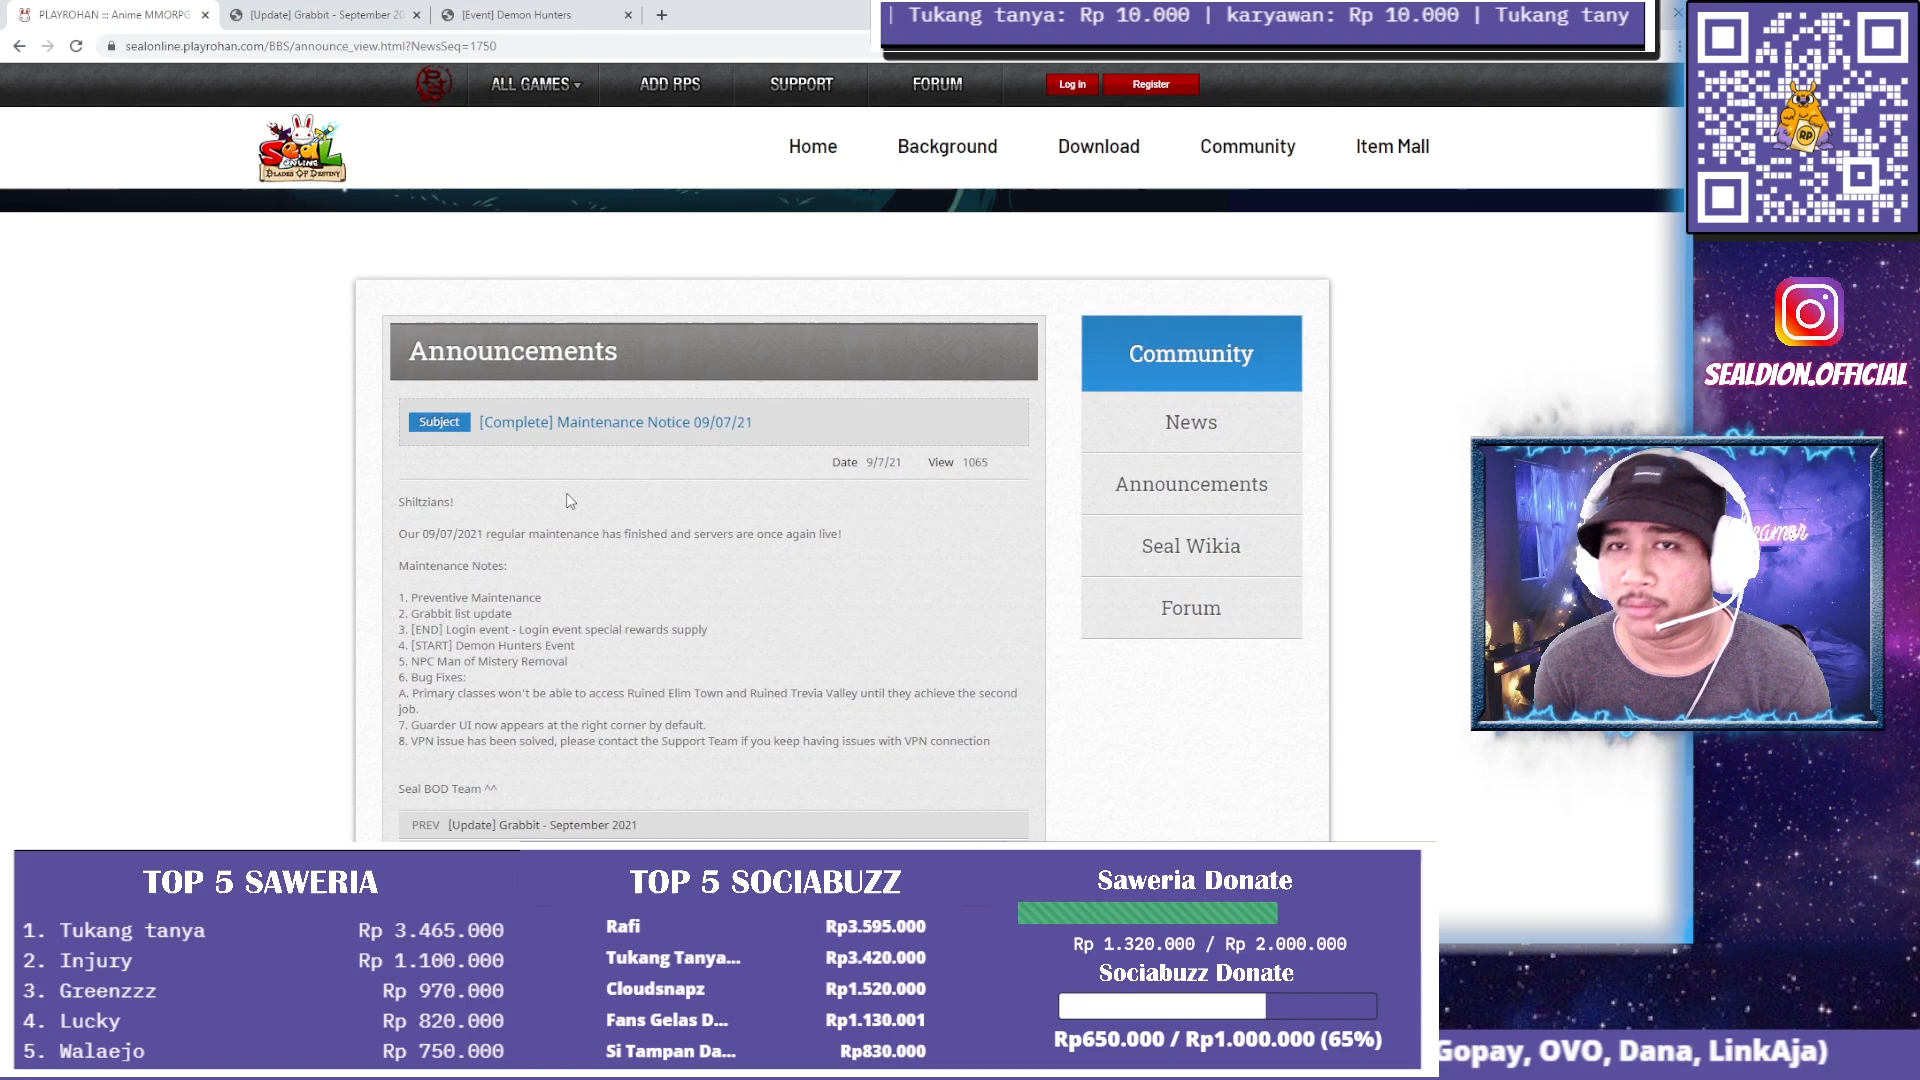 PLAYROHAN ::: Anime MMORPG
[Update] Grabbit - September 20
[Event] Demon Hunters
| Tukang tanya: Rp 10.000 | karyawan: Rp 10.000 | Tukang tany
sealonline.playrohan.com/BBS/announce_view.html?NewsSeq=1750
ALL GAMES
ADD RPS
SUPPORT
FORUM
Log in
Register
RP
SeaL
ONLINE
BLADES OF DESTINY
Home
Background
Download
Community
Item Mall
Announcements
Community
News
Announcements
Seal Wikia
Forum
Subject [Complete] Maintenance Notice 09/07/21
Date 9/7/21 View 1065
Shiltzians!
Our 09/07/2021 regular maintenance has finished and servers are once again live!
Maintenance Notes:
1. Preventive Maintenance
2. Grabbit list update
3. [END] Login event - Login event special rewards supply
4. [START] Demon Hunters Event
5. NPC Man of Mistery Removal
6. Bug Fixes:
A. Primary classes won't be able to access Ruined Elim Town and Ruined Trevia Valley until they achieve the second
job.
7. Guarder UI now appears at the right corner by default.
8. VPN issue has been solved, please contact the Support Team if you keep having issues with VPN connection
Seal BOD Team ^^
PREV [Update] Grabbit - September 2021
SEALDION.OFFICIAL
TOP 5 SAWERIA
1. Tukang tanya Rp 3.465.000
2. Injury Rp 1.100.000
3. Greenzzz Rp 970.000
4. Lucky Rp 820.000
5. Walaejo Rp 750.000
TOP 5 SOCIABUZZ
Rafi Rp3.595.000
Tukang Tanya... Rp3.420.000
Cloudsnapz Rp1.520.000
Fans Gelas D... Rp1.130.001
Si Tampan Da... Rp830.000
Saweria Donate
Rp 1.320.000 / Rp 2.000.000
Sociabuzz Donate
Rp650.000 / Rp1.000.000 (65%)
Gopay, OVO, Dana, LinkAja)